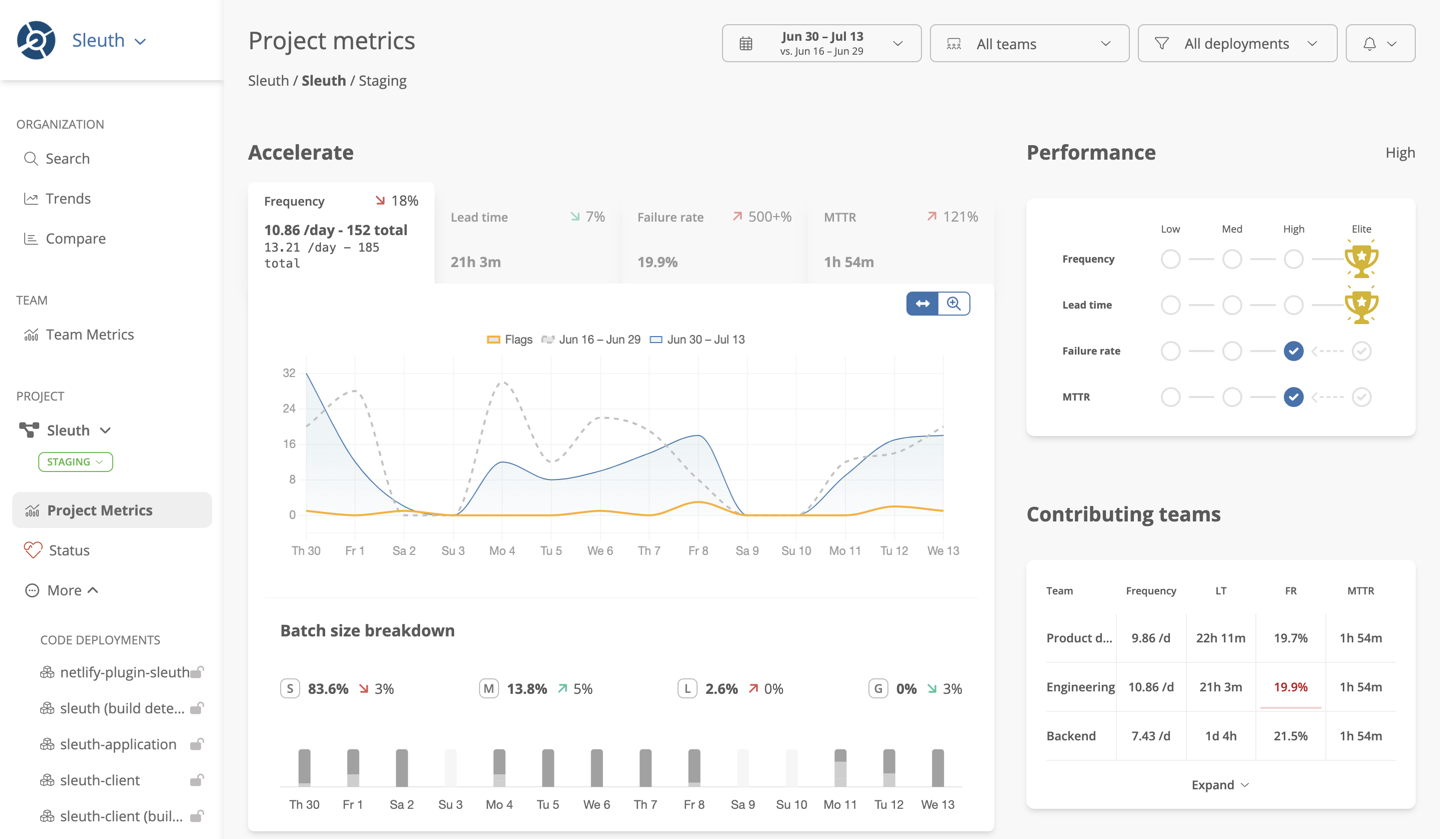 Sleuth
ORGANIZATION
Search
Trends
Compare
TEAM
Team Metrics
PROJECT
Sleuth
STAGING
Project Metrics
Status
More
CODE DEPLOYMENTS
netlify-plugin-sleuth
sleuth (build dete...
sleuth-application
sleuth-client
sleuth-client (buil...
Project metrics
Sleuth / Sleuth / Staging
Jun 30 – Jul 13
vs. Jun 16 – Jun 29
All teams
All deployments
Accelerate
Frequency 18%
10.86 /day - 152 total
13.21 /day – 185
total
Lead time 7%
21h 3m
Failure rate 500+%
19.9%
MTTR 121%
1h 54m
Flags Jun 16 – Jun 29 Jun 30 – Jul 13
32
24
16
8
0
Th 30 Fr 1 Sa 2 Su 3 Mo 4 Tu 5 We 6 Th 7 Fr 8 Sa 9 Su 10 Mo 11 Tu 12 We 13
Batch size breakdown
S 83.6% 3% M 13.8% 5% L 2.6% 0% G 0% 3%
Th 30 Fr 1 Sa 2 Su 3 Mo 4 Tu 5 We 6 Th 7 Fr 8 Sa 9 Su 10 Mo 11 Tu 12 We 13
Performance High
Low Med High Elite
Frequency
Lead time
Failure rate
MTTR
Contributing teams
Team Frequency LT FR MTTR
Product d... 9.86 /d 22h 11m 19.7% 1h 54m
Engineering 10.86 /d 21h 3m 19.9% 1h 54m
Backend 7.43 /d 1d 4h 21.5% 1h 54m
Expand